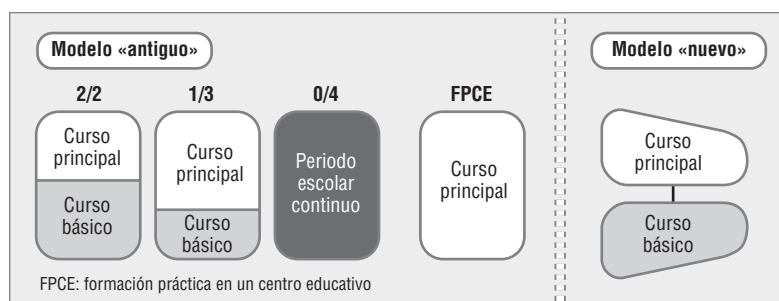 Modelo «antiguo»
Modelo «nuevo»
2/2
1/3
0/4
FPCE
Curso
principal
Curso
básico
Curso
principal
Curso
básico
Periodo
escolar
continuo
Curso
principal
Curso
principal
Curso
básico
FPCE: formación práctica en un centro educativo